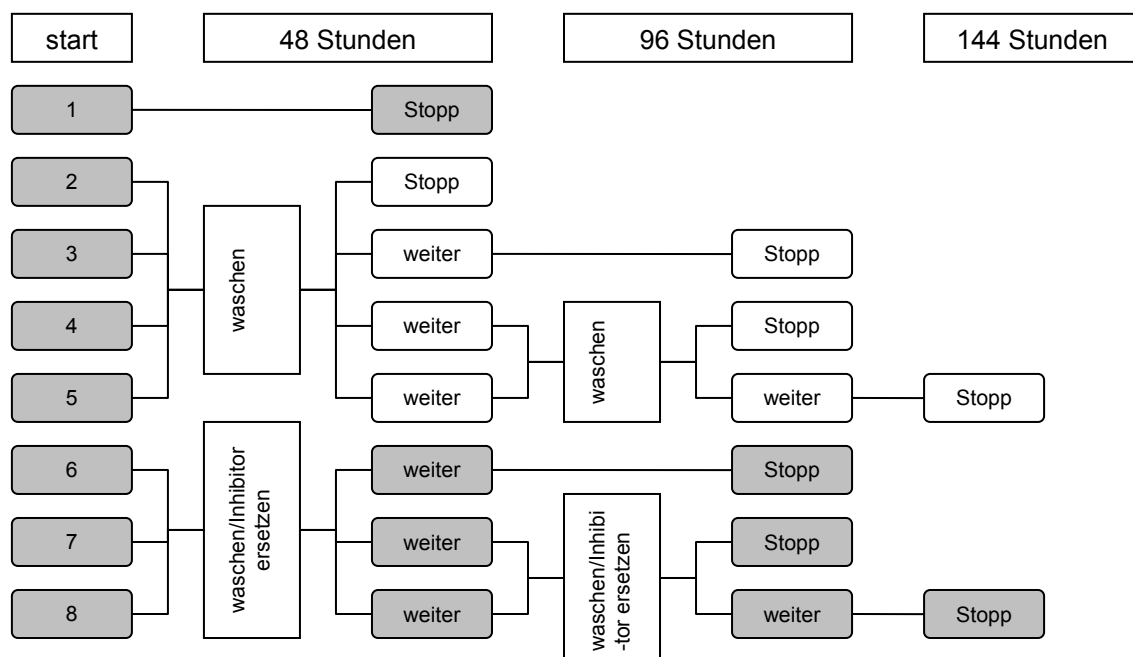 start
48 Stunden
96 Stunden
144 Stunden
1
Stopp
2
Stopp
3
weiter
Stopp
waschen
4
weiter
Stopp
waschen
5
weiter
weiter
Stopp
6
weiter
Stopp
waschen/Inhibitor
ersetzen
7
weiter
Stopp
waschen/Inhibi
-tor ersetzen
8
weiter
weiter
Stopp